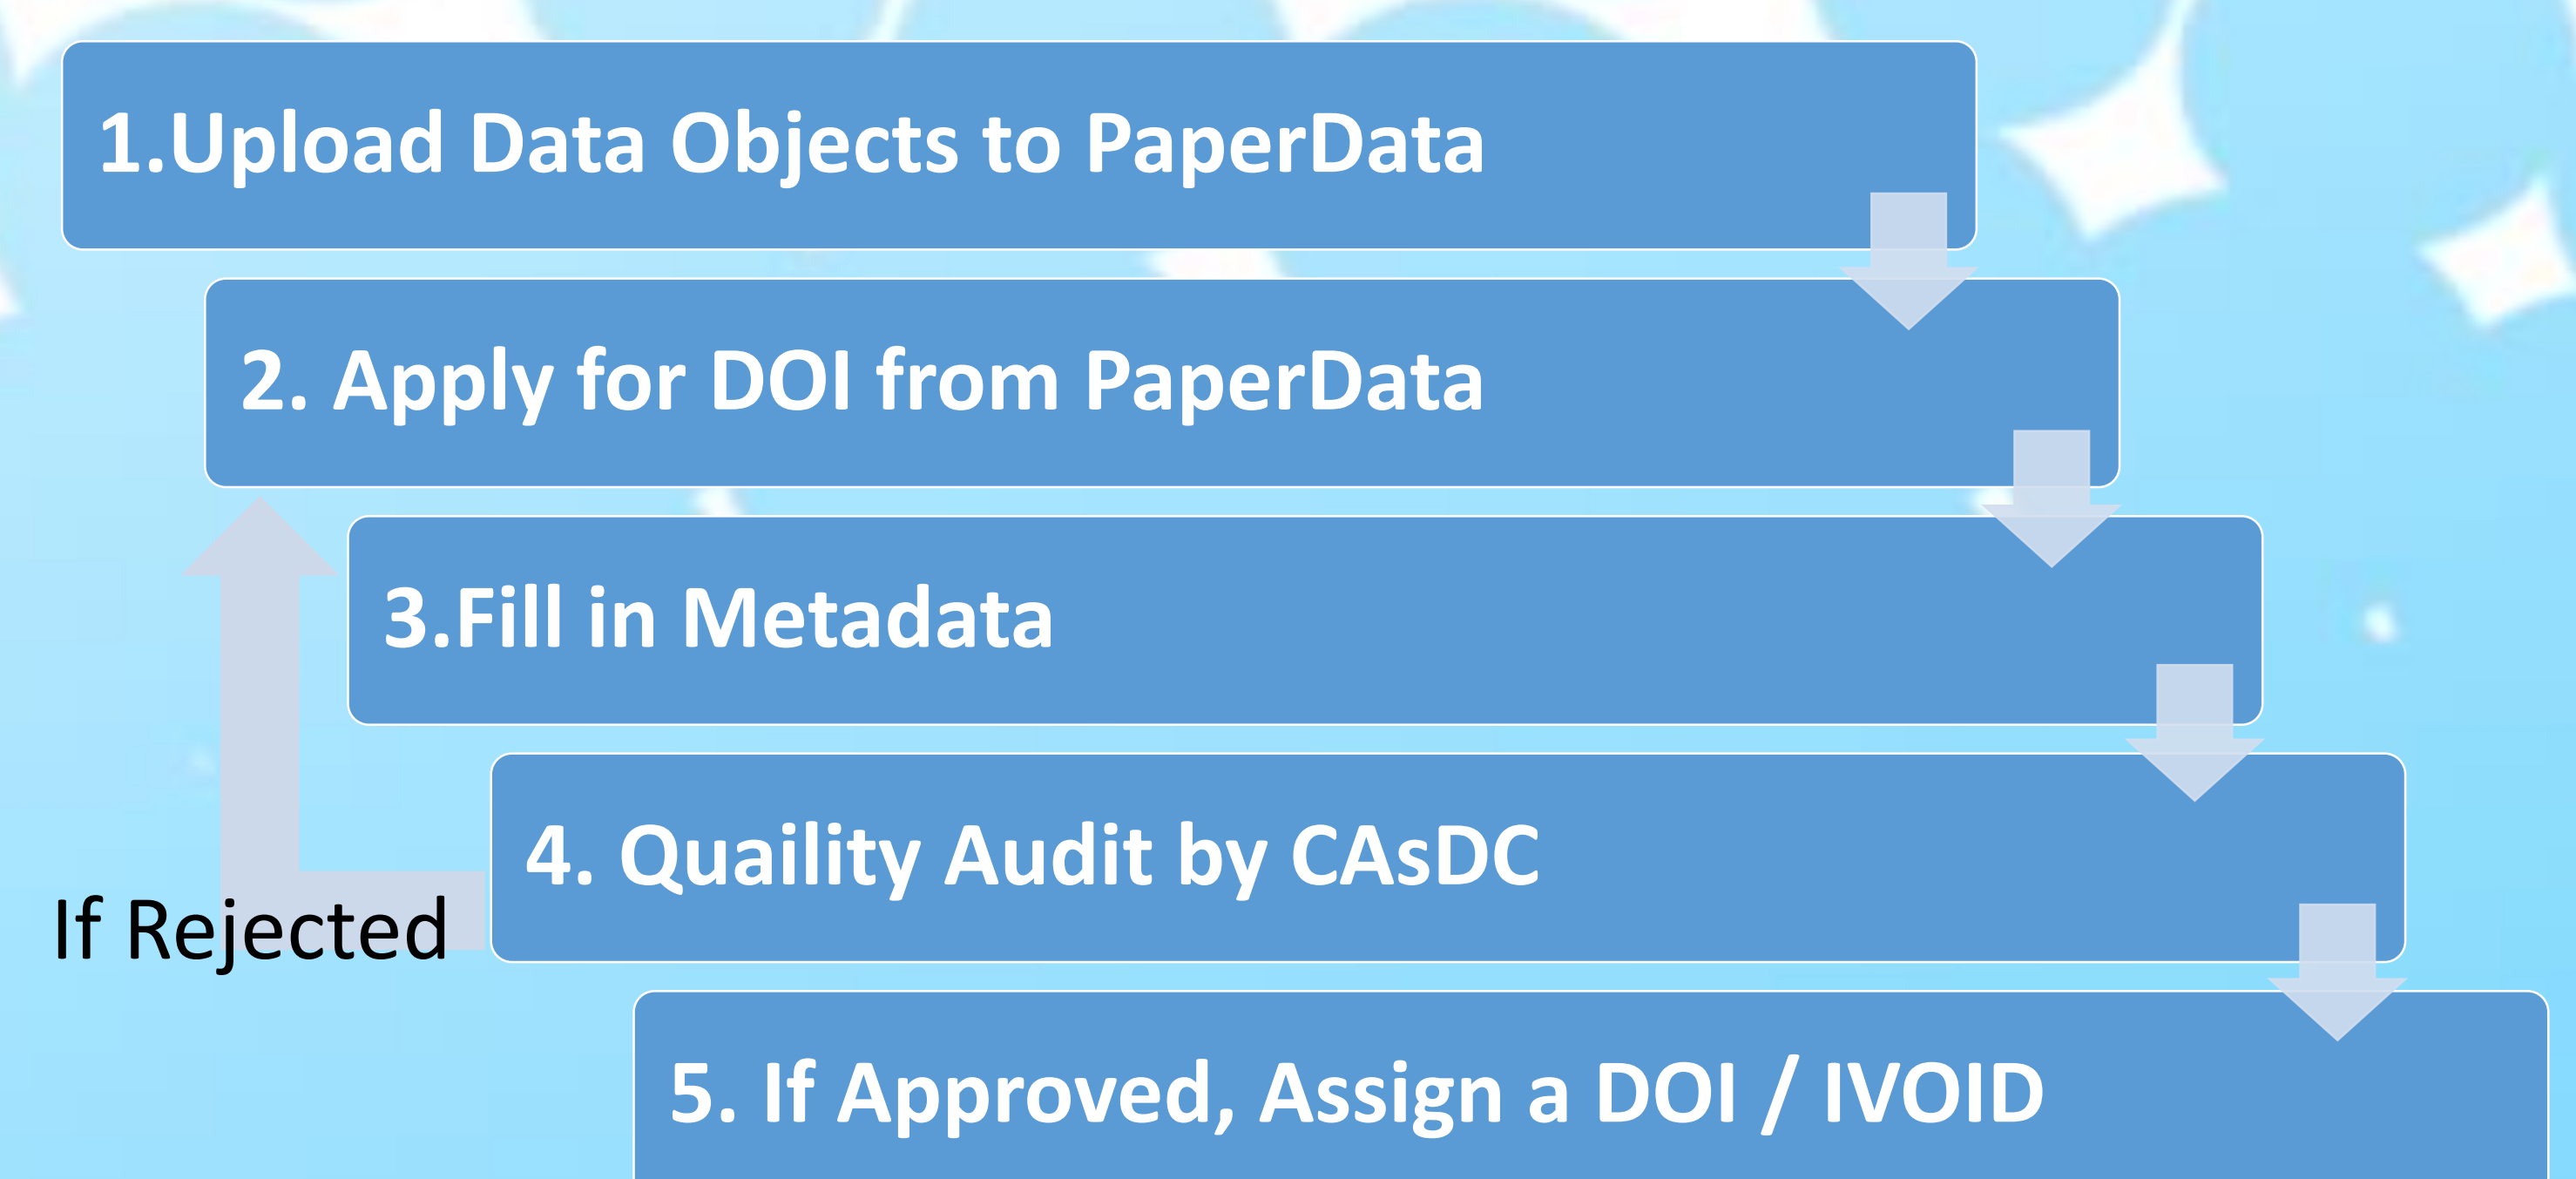 1.Upload Data Objects to PaperData
2. Apply for DOI from PaperData
3.Fill in Metadata
4. Quaility Audit by CAsDC
If Rejected
5. If Approved, Assign a DOI / IVOID